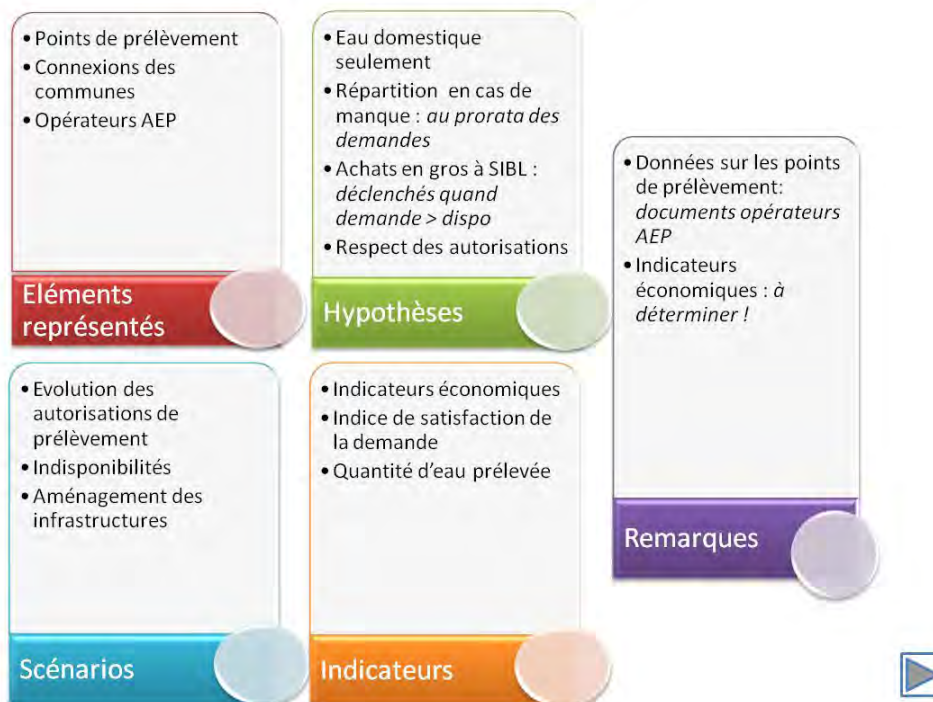 • Points de prélèvement
• Connexions des
communes
• Opérateurs AEP
Eléments
représentés
• Eau domestique
seulement
• Répartition en cas de
manque : au prorata des
demandes
• Achats en gros à SIBL :
déclenchés quand
demande > dispo
• Respect des autorisations
Hypothèses
• Données sur les points
de prélèvement:
documents opérateurs
AEP
• Indicateurs
économiques : à
déterminer !
Remarques
• Evolution des
autorisations de
prélèvement
• Indisponibilités
• Aménagement des
infrastructures
Scénarios
• Indicateurs économiques
• Indice de satisfaction de
la demande
• Quantité d'eau prélevée
Indicateurs